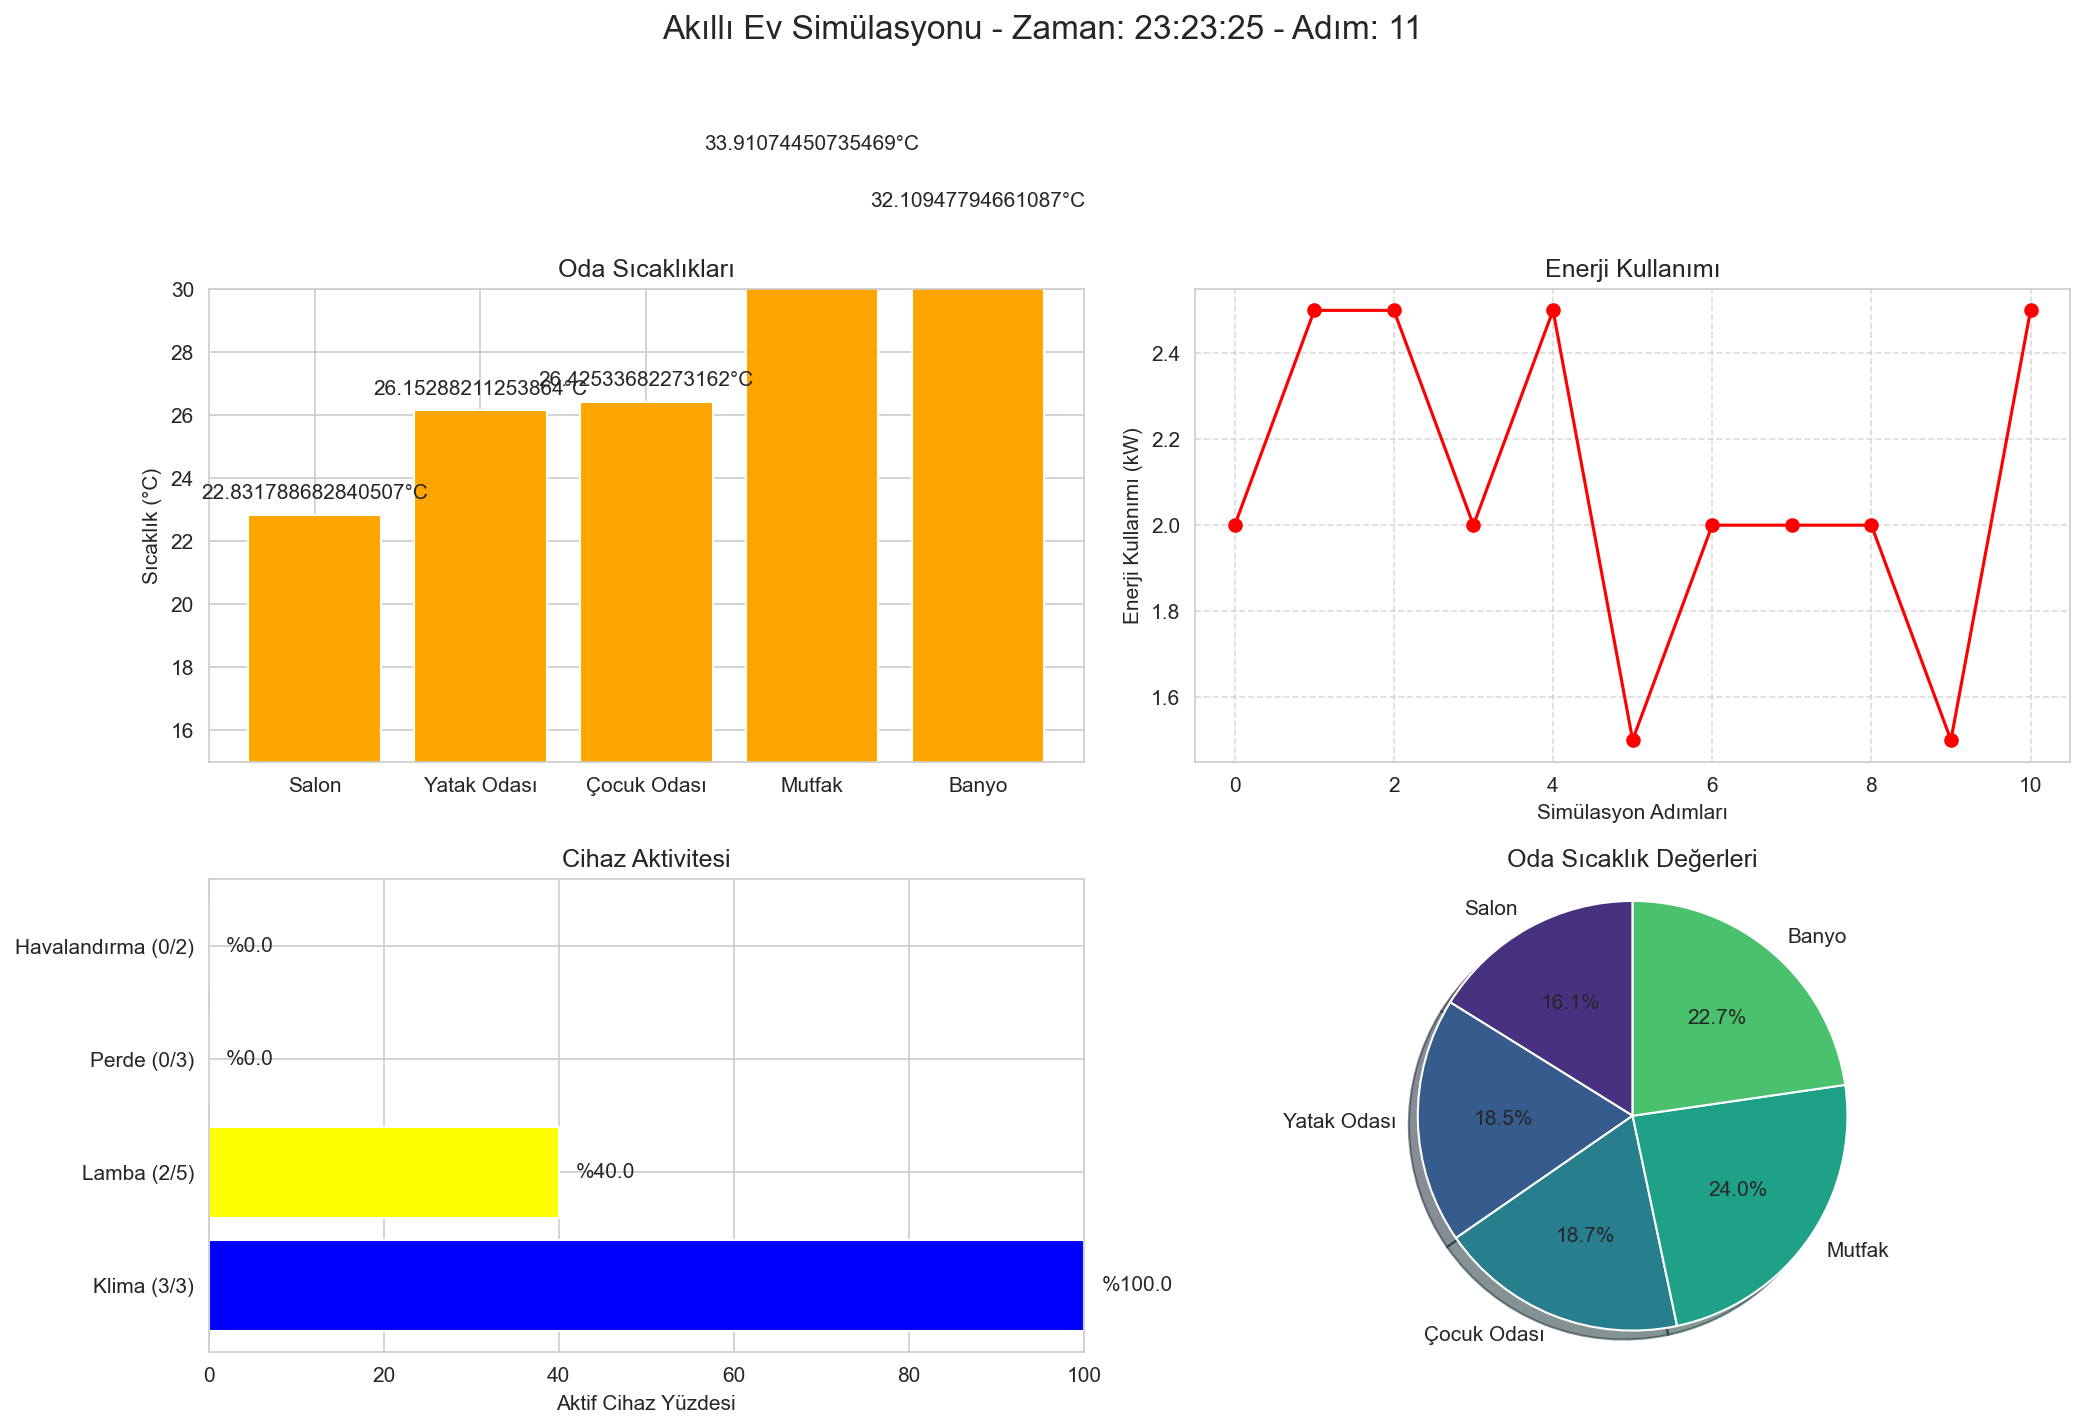 Akıllı Ev Simülasyonu - Zaman: 23:23:25 - Adım: 11
33.91074450735469°C
32.10947794661087°C
Oda Sıcaklıkları
30
28
26
24
22
20
18
16
Sıcaklık (°C)
22.831788682840507°C
26.15288211253864°C
26.42533682273162°C
Salon
Yatak Odası
Çocuk Odası
Mutfak
Banyo
Enerji Kullanımı
2.4
2.2
2.0
1.8
1.6
Enerji Kullanımı (kW)
0
2
4
6
8
10
Simülasyon Adımları
Cihaz Aktivitesi
Havalandırma (0/2)
%0.0
Perde (0/3)
%0.0
Lamba (2/5)
%40.0
Klima (3/3)
%100.0
0
20
40
60
80
100
Aktif Cihaz Yüzdesi
Oda Sıcaklık Değerleri
Salon
16.1%
Banyo
22.7%
Yatak Odası
18.5%
24.0%
Mutfak
18.7%
Çocuk Odası